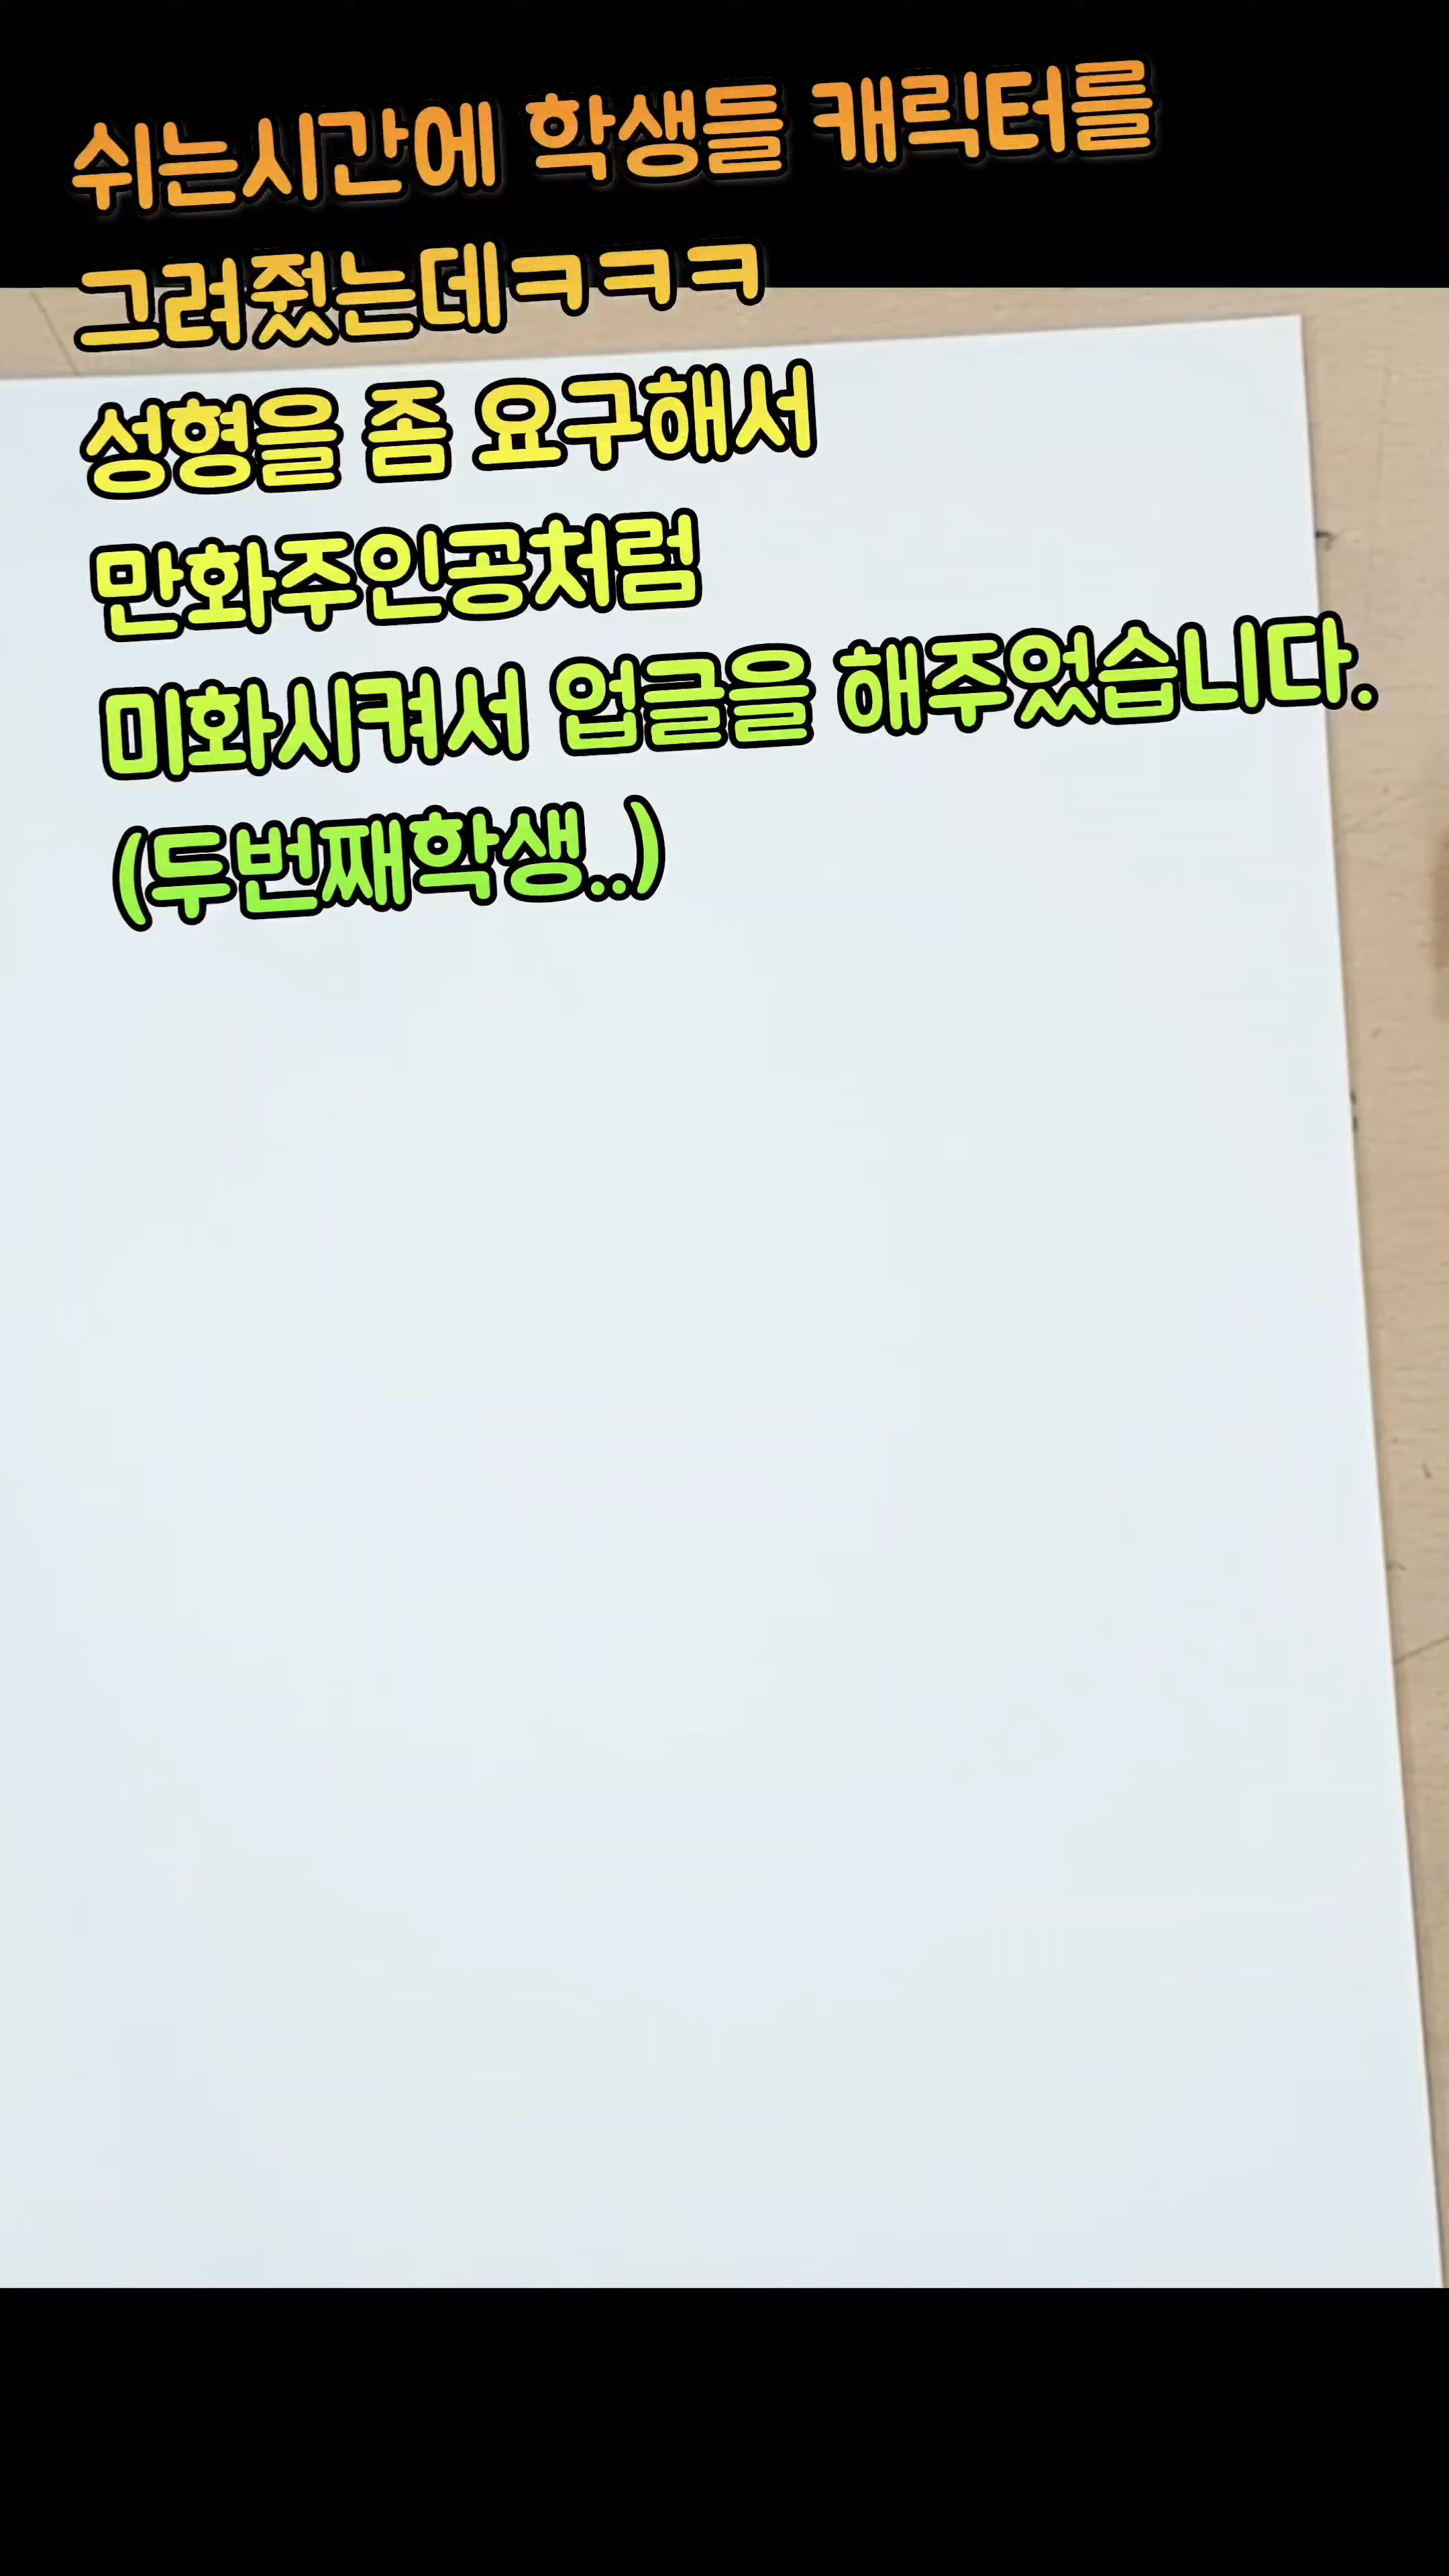 쉬는시간에 학생들 캐릭터를
그려줬는데ㅋㅋㅋ
성형을 좀 요구해서
만화주인공처럼
미화시켜서 업글을 해주었습니다.
(두번째학생..)